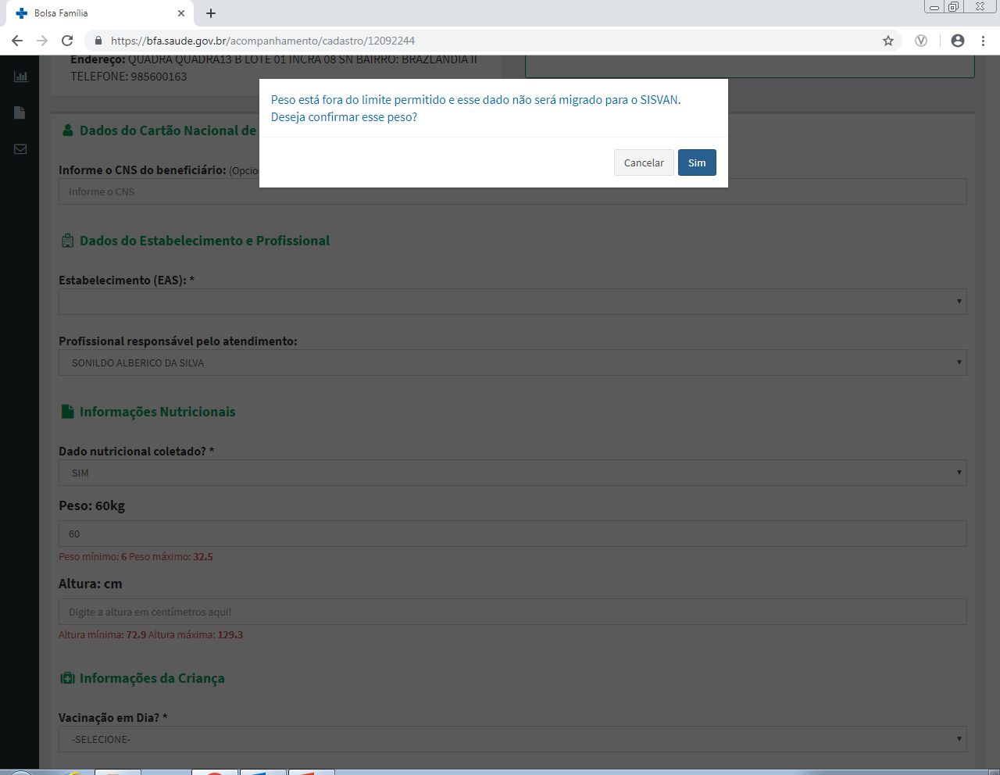 Bolsa Família
https://bfa.saude.gov.br/acompanhamento/cadastro/12092244
Endereço: QUADRA QUADRA13 B LOTE 01 INCRA 08 SN BAIRRO: BRAZLANDIA II
TELEFONE: 985600163
Peso está fora do limite permitido e esse dado não será migrado para o SISVAN.
Deseja confirmar esse peso?
Cancelar Sim
Dados do Cartão Nacional de
Informe o CNS do beneficiário: (Opcio
Informe o CNS
Dados do Estabelecimento e Profissional
Estabelecimento (EAS): *
Profissional responsável pelo atendimento:
SONILDO ALBERICO DA SILVA
Informações Nutricionais
Dado nutricional coletado? *
SIM
Peso: 60kg
60
Peso mínimo: 6 Peso máximo: 32.5
Altura: cm
Digite a altura em centímetros aqui!
Altura mínima: 72.9 Altura máxima: 129.3
Informações da Criança
Vacinação em Dia? *
-SELECIONE-